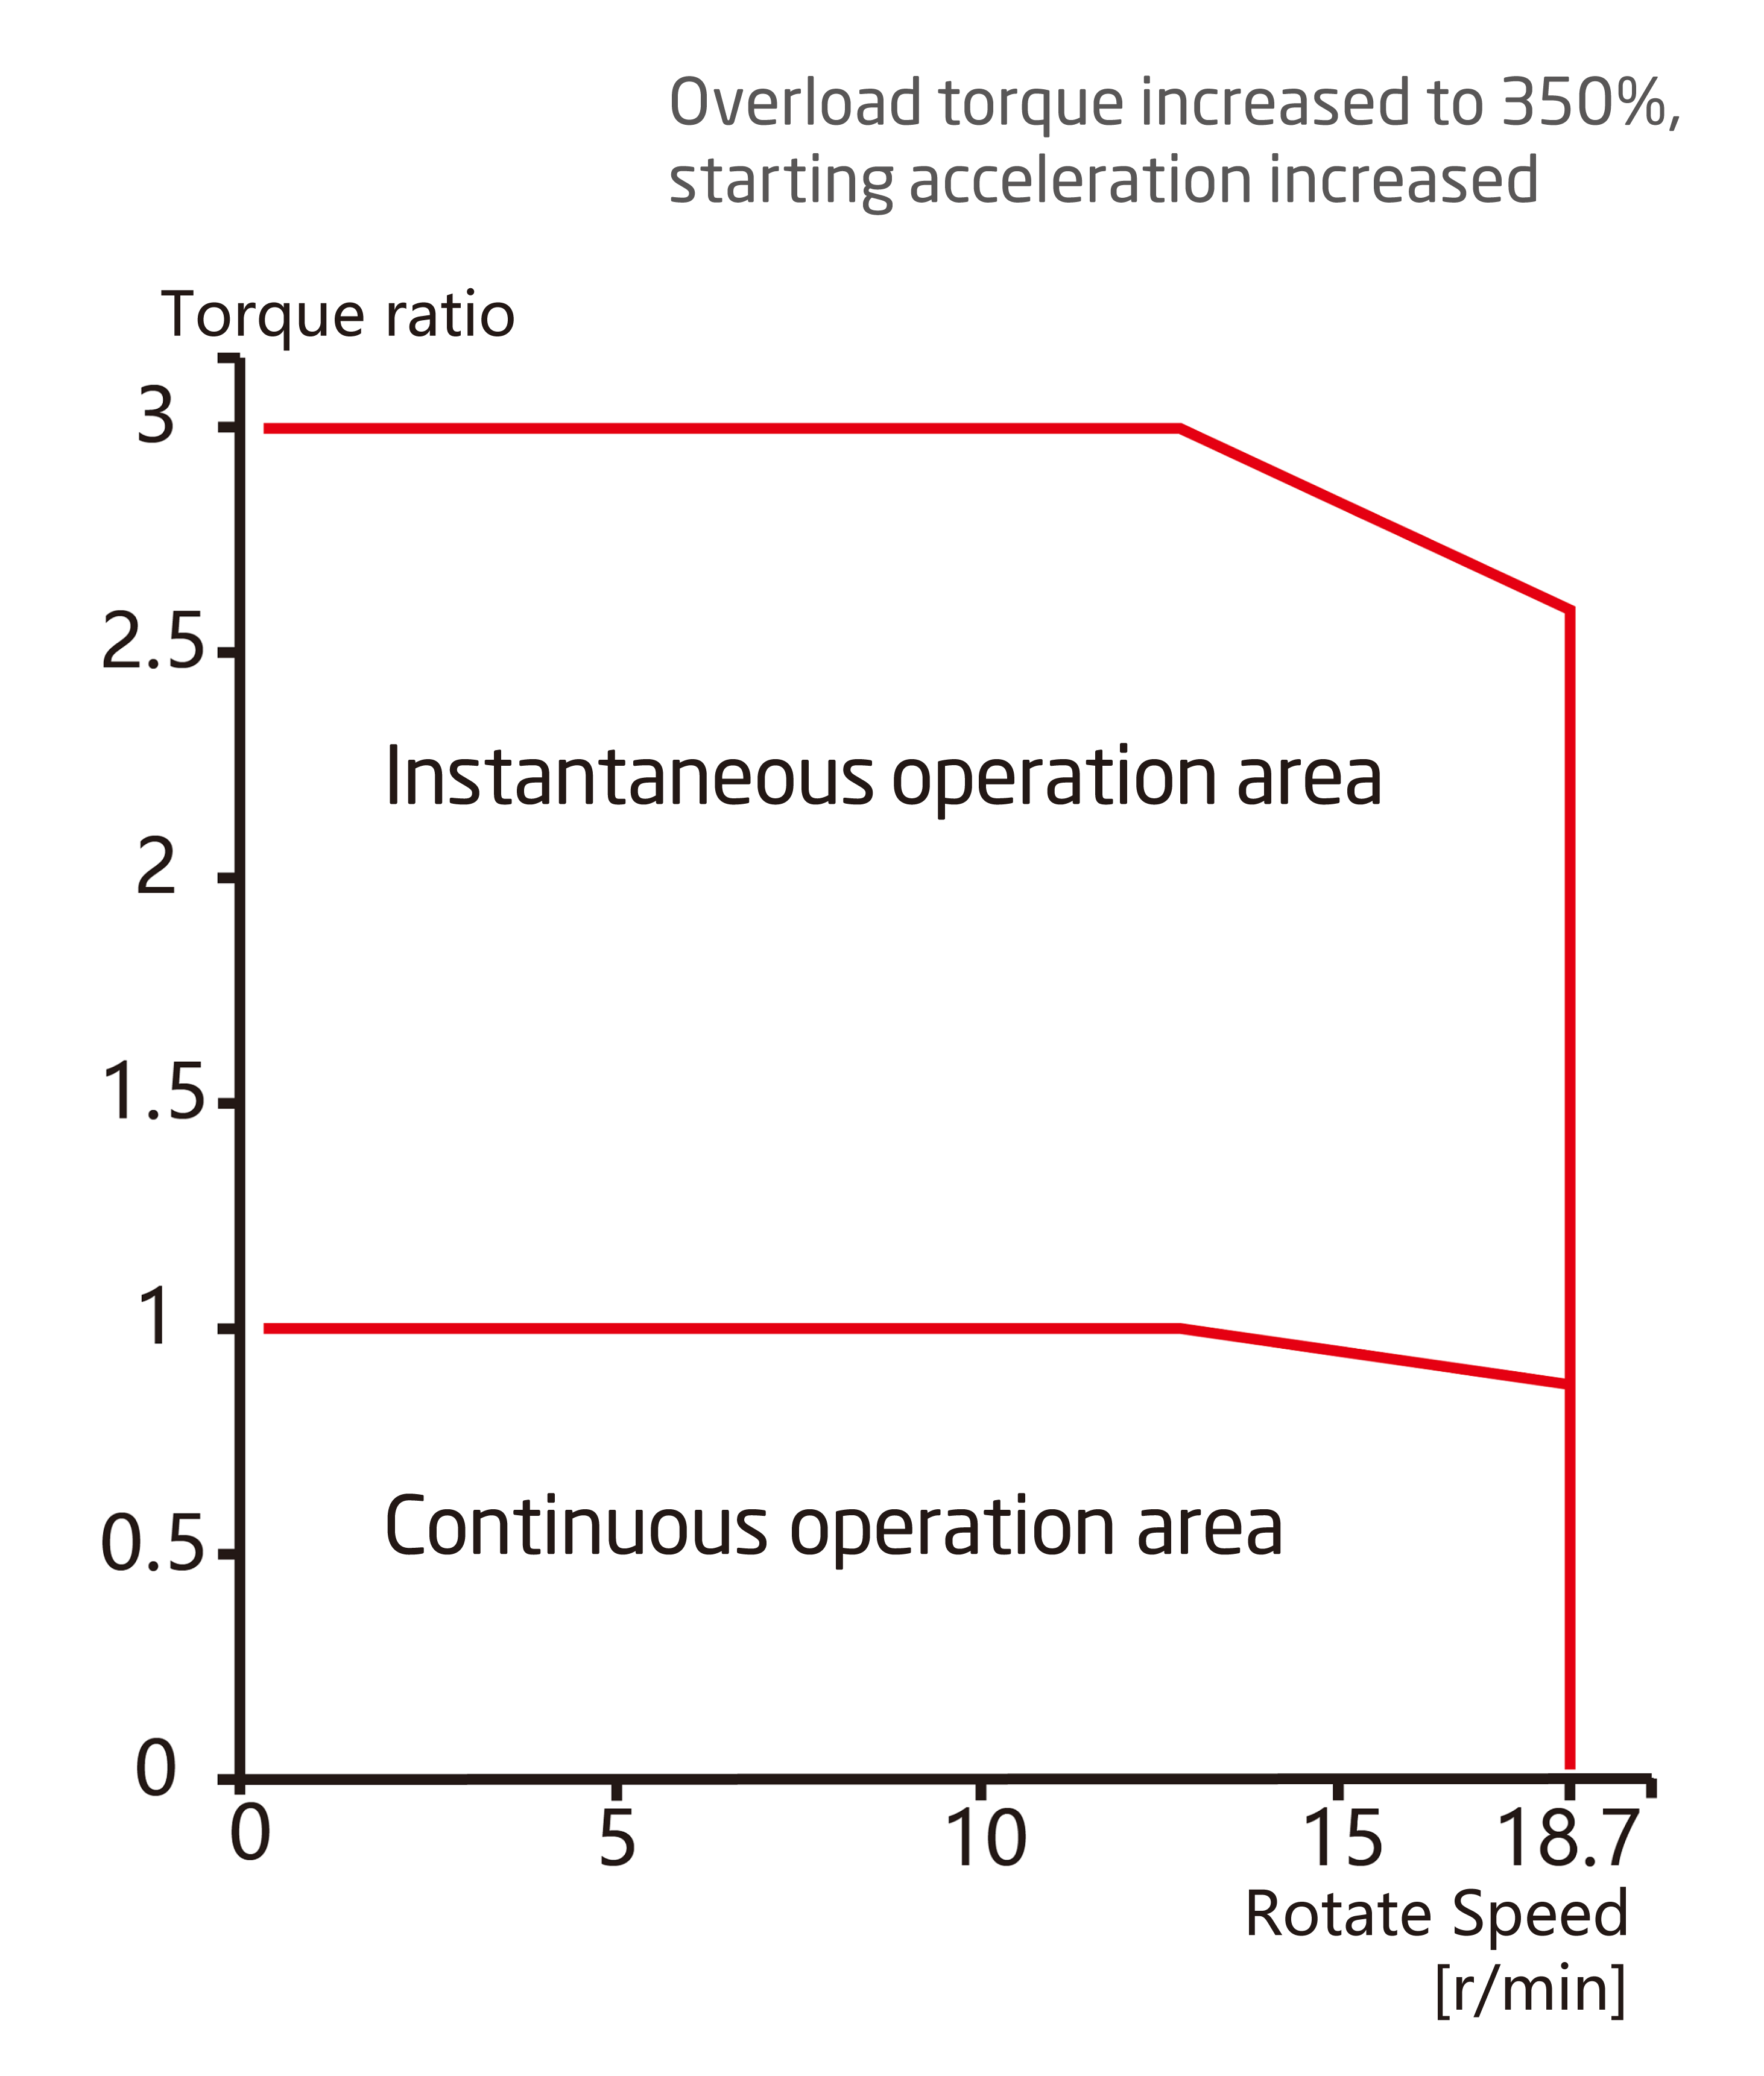 Overload torque increased to 350%,
starting acceleration increased
Torque ratio
3
2.5
Instantaneous operation area
2
1.5
1
Continuous operation area
0.5
0
0 5 10 15 18.7
Rotate Speed
[r/min]